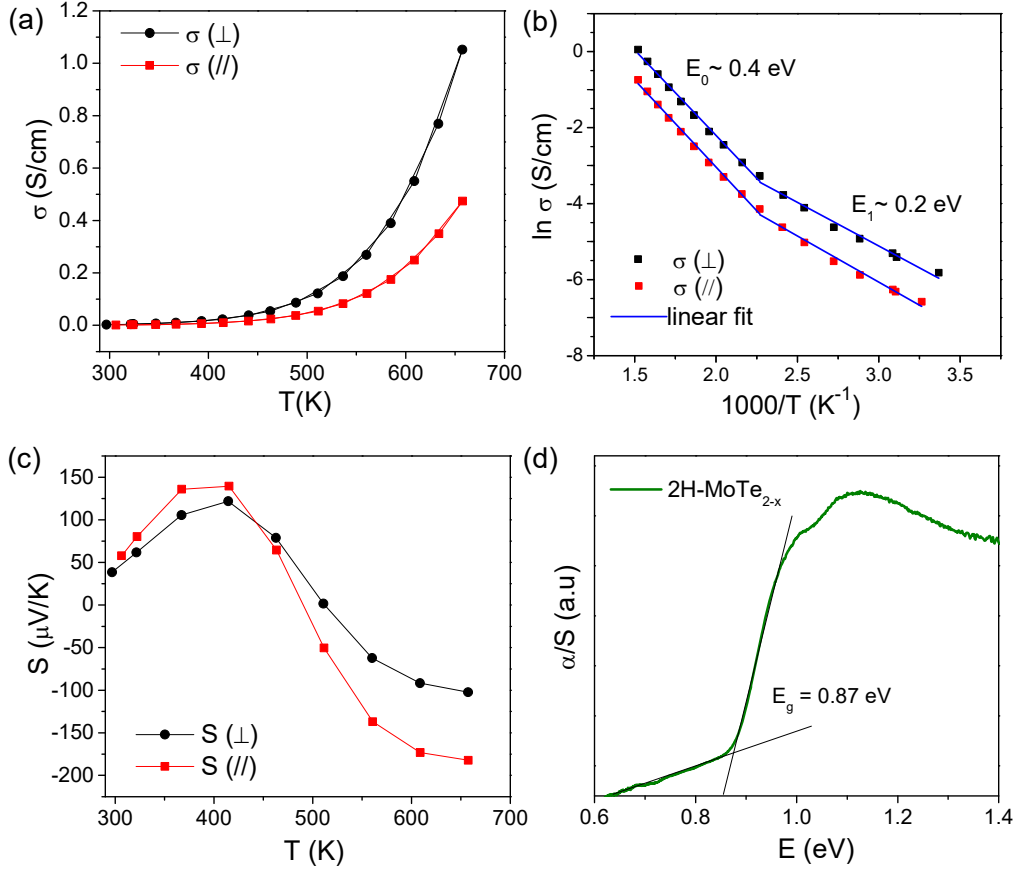 (a)
σ (⊥)
σ (//)
1.2
1.0
0.8
0.6
0.4
0.2
0.0
σ (S/cm)
300
400
500
600
700
T(K)
(b)
E₀~ 0.4 eV
E₁~ 0.2 eV
0
-2
-4
-6
-8
ln σ (S/cm)
σ (⊥)
σ (//)
linear fit
1.5
2.0
2.5
3.0
3.5
1000/T (K⁻¹)
(c)
150
100
50
0
-50
-100
-150
-200
S (μV/K)
S (⊥)
S (//)
300
400
500
600
700
T (K)
(d)
2H-MoTe₂₋ₓ
α/S (a.u)
E_g = 0.87 eV
0.6
0.8
1.0
1.2
1.4
E (eV)